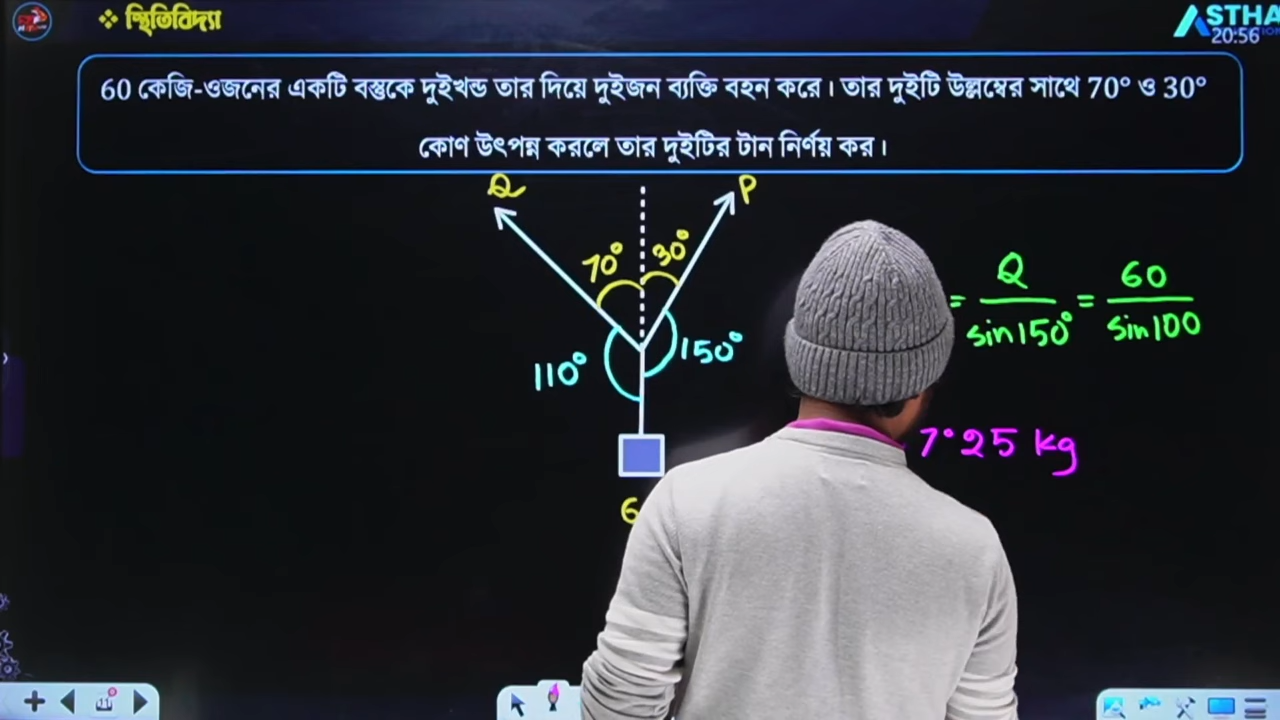 ❖ স্থিতিবিদ্যা
ASTHA
20:56
60 কেজি-ওজনের একটি বস্তুকে দুইখন্ড তার দিয়ে দুইজন ব্যক্তি বহন করে। তার দুইটি উল্লম্বের সাথে 70° ও 30°
কোণ উৎপন্ন করলে তার দুইটির টান নির্ণয় কর।
Q
P
70°
30°
110°
150°
= Q / sin150° = 60 / sin100
7.25 kg
6